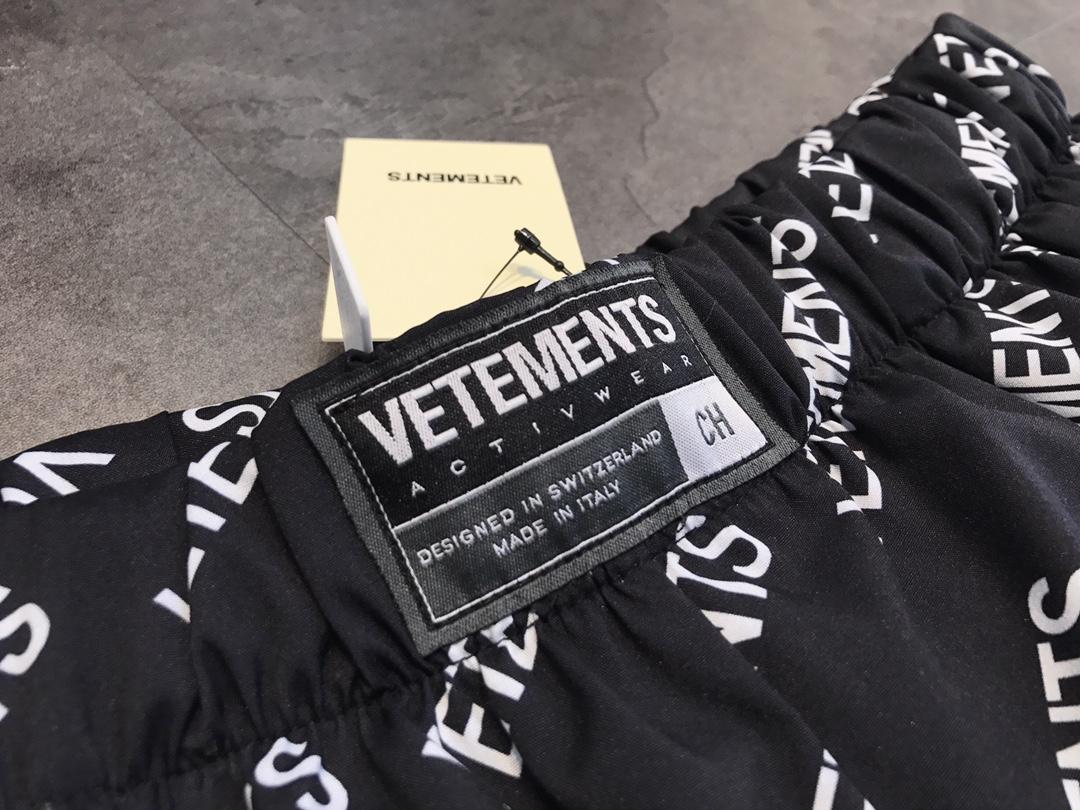 VETEMENTS
VETEMENTS
ACTIVWEAR
CH
DESIGNED IN SWITZERLAND
MADE IN ITALY